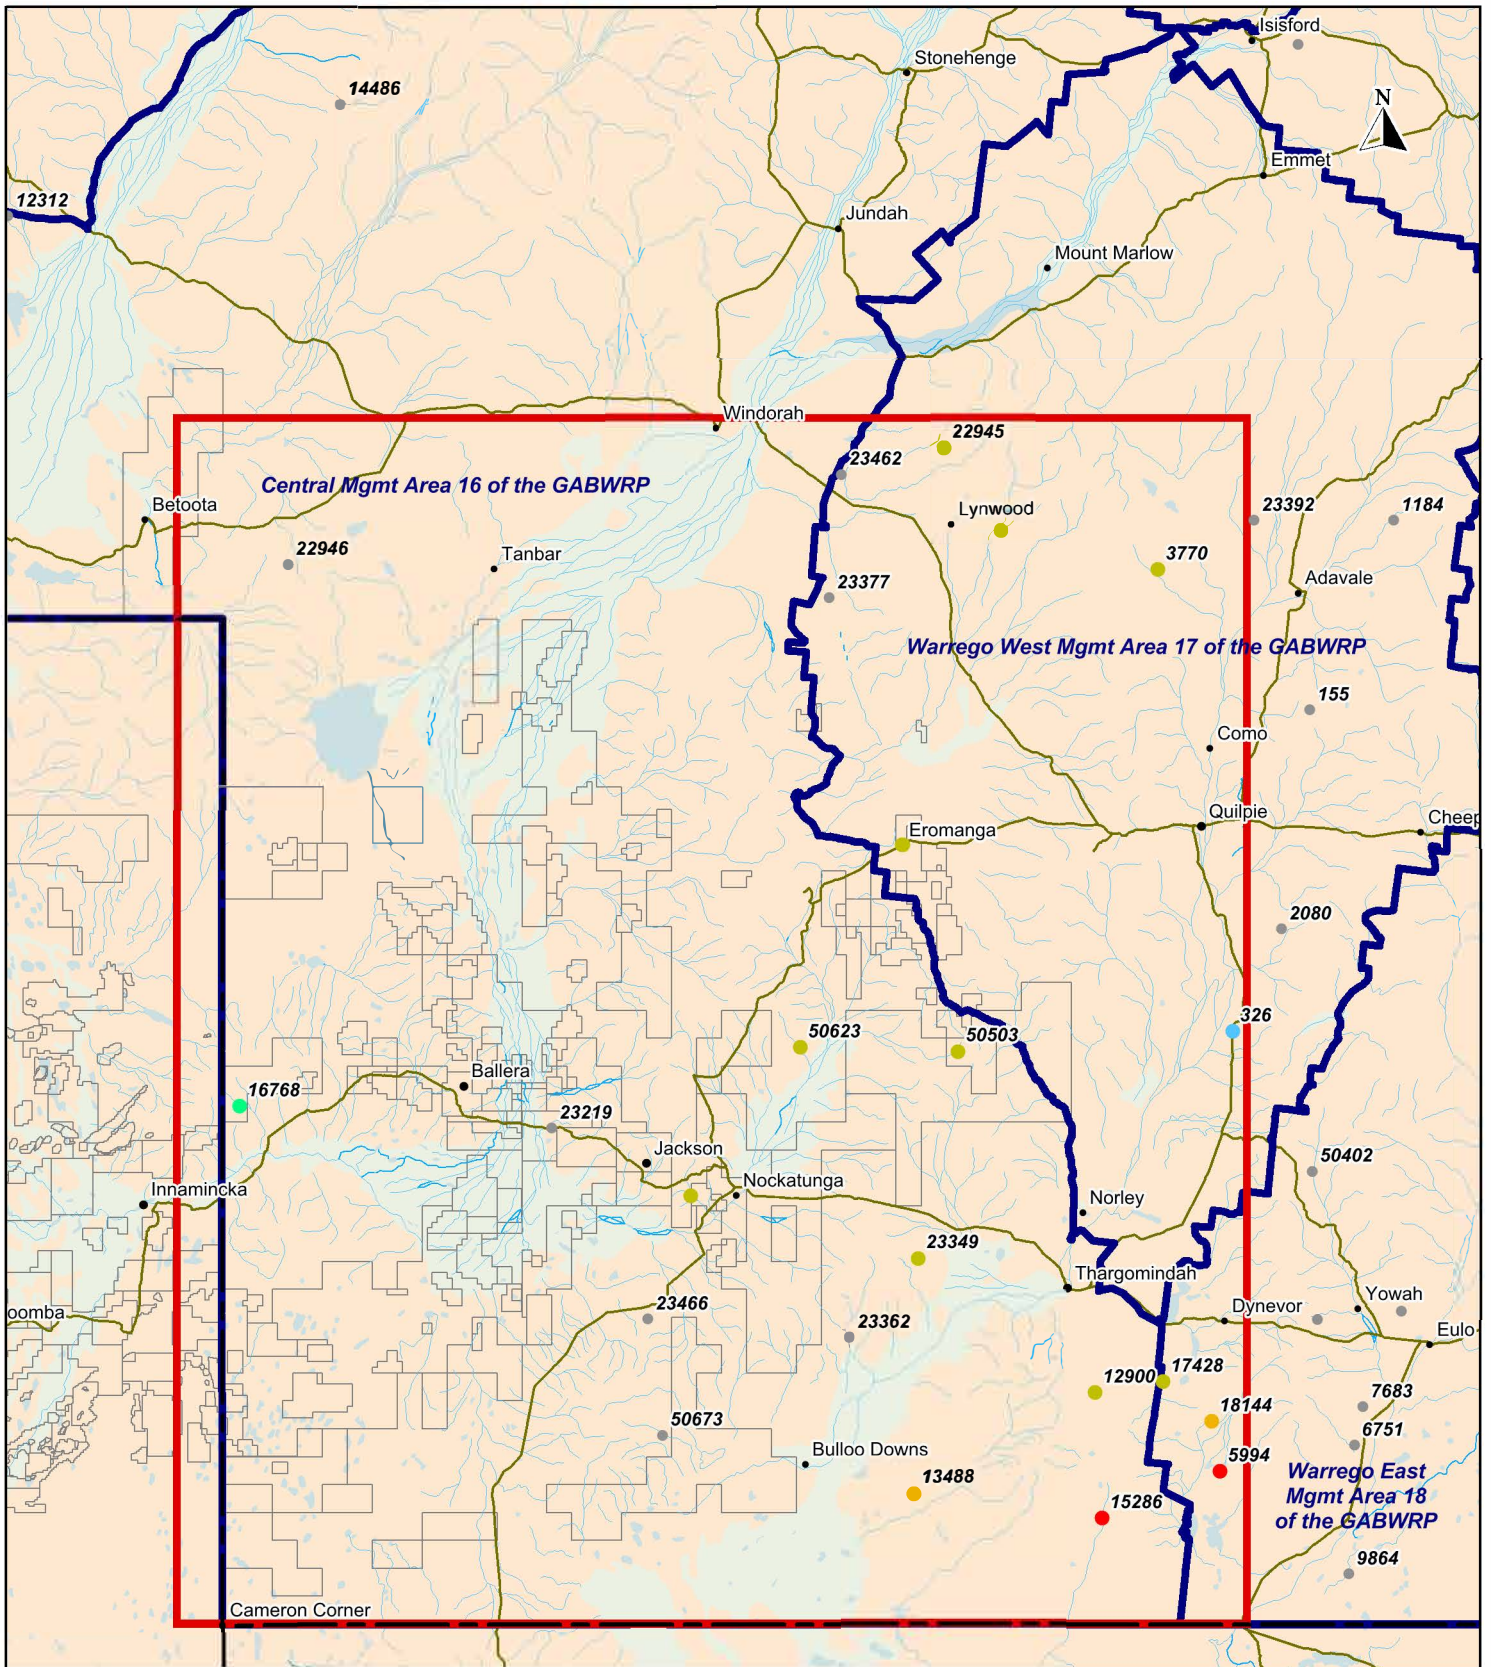 Isisford
Stonehenge
14486
N
Emmet
12312
Jundah
Mount Marlow
Windorah
22945
23462
Central Mgmt Area 16 of the GABWRP
Betoota
Lynwood
23392
1184
22946
Tanbar
3770
Adavale
23377
Warrego West Mgmt Area 17 of the GABWRP
155
Como
Quilpie
Cheep
Eromanga
2080
326
50623
50503
Ballera
16768
23219
Jackson
50402
Innamincka
Nockatunga
Norley
23349
Thargomindah
Yowah
23466
Dynevor
oomba
23362
Eulo
17428
12900
7683
18144
50673
6751
Bulloo Downs
5994
13488
Warrego East
Mgmt Area 18
of the GABWRP
15286
9864
Cameron Corner